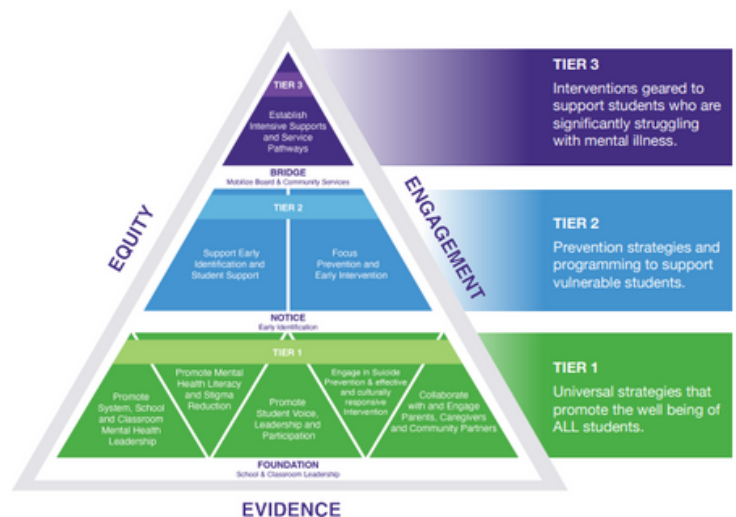 TIER 3
Establish
Intensive Supports
and Service
Pathways
BRIDGE
Mobilize Board & Community Services
TIER 2
Support Early
Identification and
Student Support
Focus
Prevention and
Early Intervention
NOTICE
Early Identification
TIER 1
Promote
System, School
and Classroom
Mental Health
Leadership
Promote Mental
Health Literacy
and Stigma
Reduction
Promote
Student Voice,
Leadership and
Participation
Engage in Suicide
Prevention & effective
and culturally
responsive
Intervention
Collaborate
with and Engage
Parents, Caregivers
and Community Partners
FOUNDATION
School & Classroom Leadership
EQUITY
ENGAGEMENT
EVIDENCE
TIER 3
Interventions geared to
support students who are
significantly struggling
with mental illness.
TIER 2
Prevention strategies and
programming to support
vulnerable students.
TIER 1
Universal strategies that
promote the well being of
ALL students.